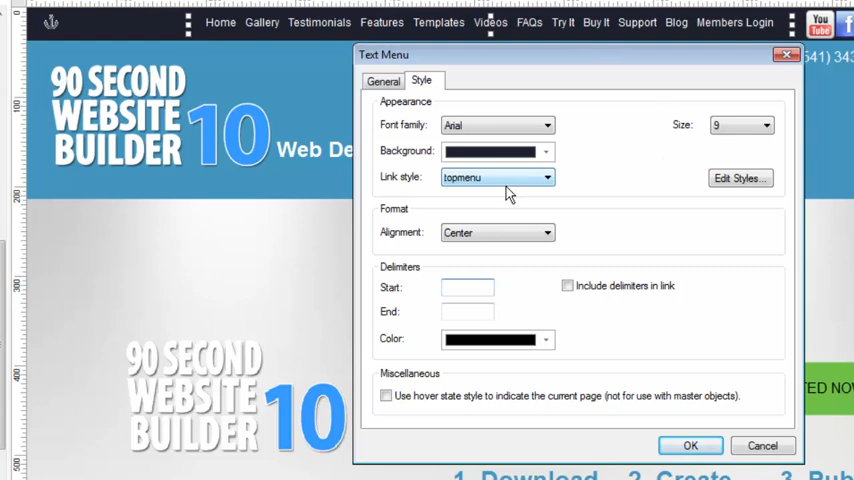 Home Gallery Testimonials Features Templates Videos FAQs Try It Buy It Support Blog Members Login
You
Tube
Text Menu
541) 343
General Style
90 SECOND
WEBSITE
BUILDER 10
Web De
Appearance
Font family: Arial Size: 9
Background:
Link style: topmenu Edit Styles...
Format
Alignment: Center
Delimiters
Start: Include delimiters in link
End:
Color:
90 SECOND
WEBSITE
BUILDER 10
Miscellaneous
TED NOW
Use hover state style to indicate the current page (not for use with master objects).
OK Cancel
1. Download 2. Create 3. Pub
0
100
200
300
400
500